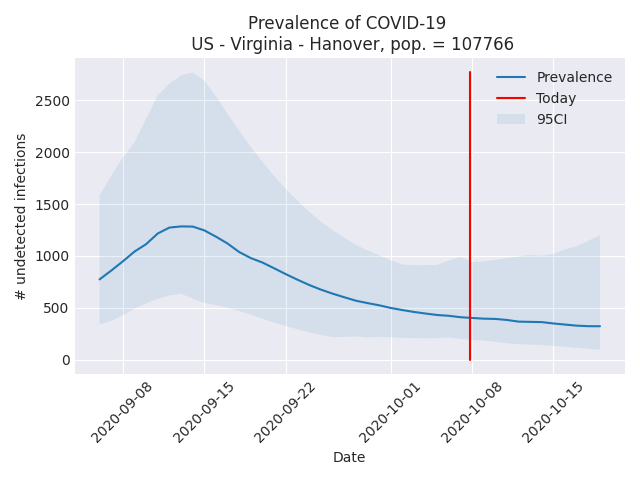 Prevalence of COVID-19
US - Virginia - Hanover, pop. = 107766
Prevalence
Today
95CI
# undetected infections
2500
2000
1500
1000
500
0
2020-09-08
2020-09-15
2020-09-22
2020-10-01
2020-10-08
2020-10-15
Date